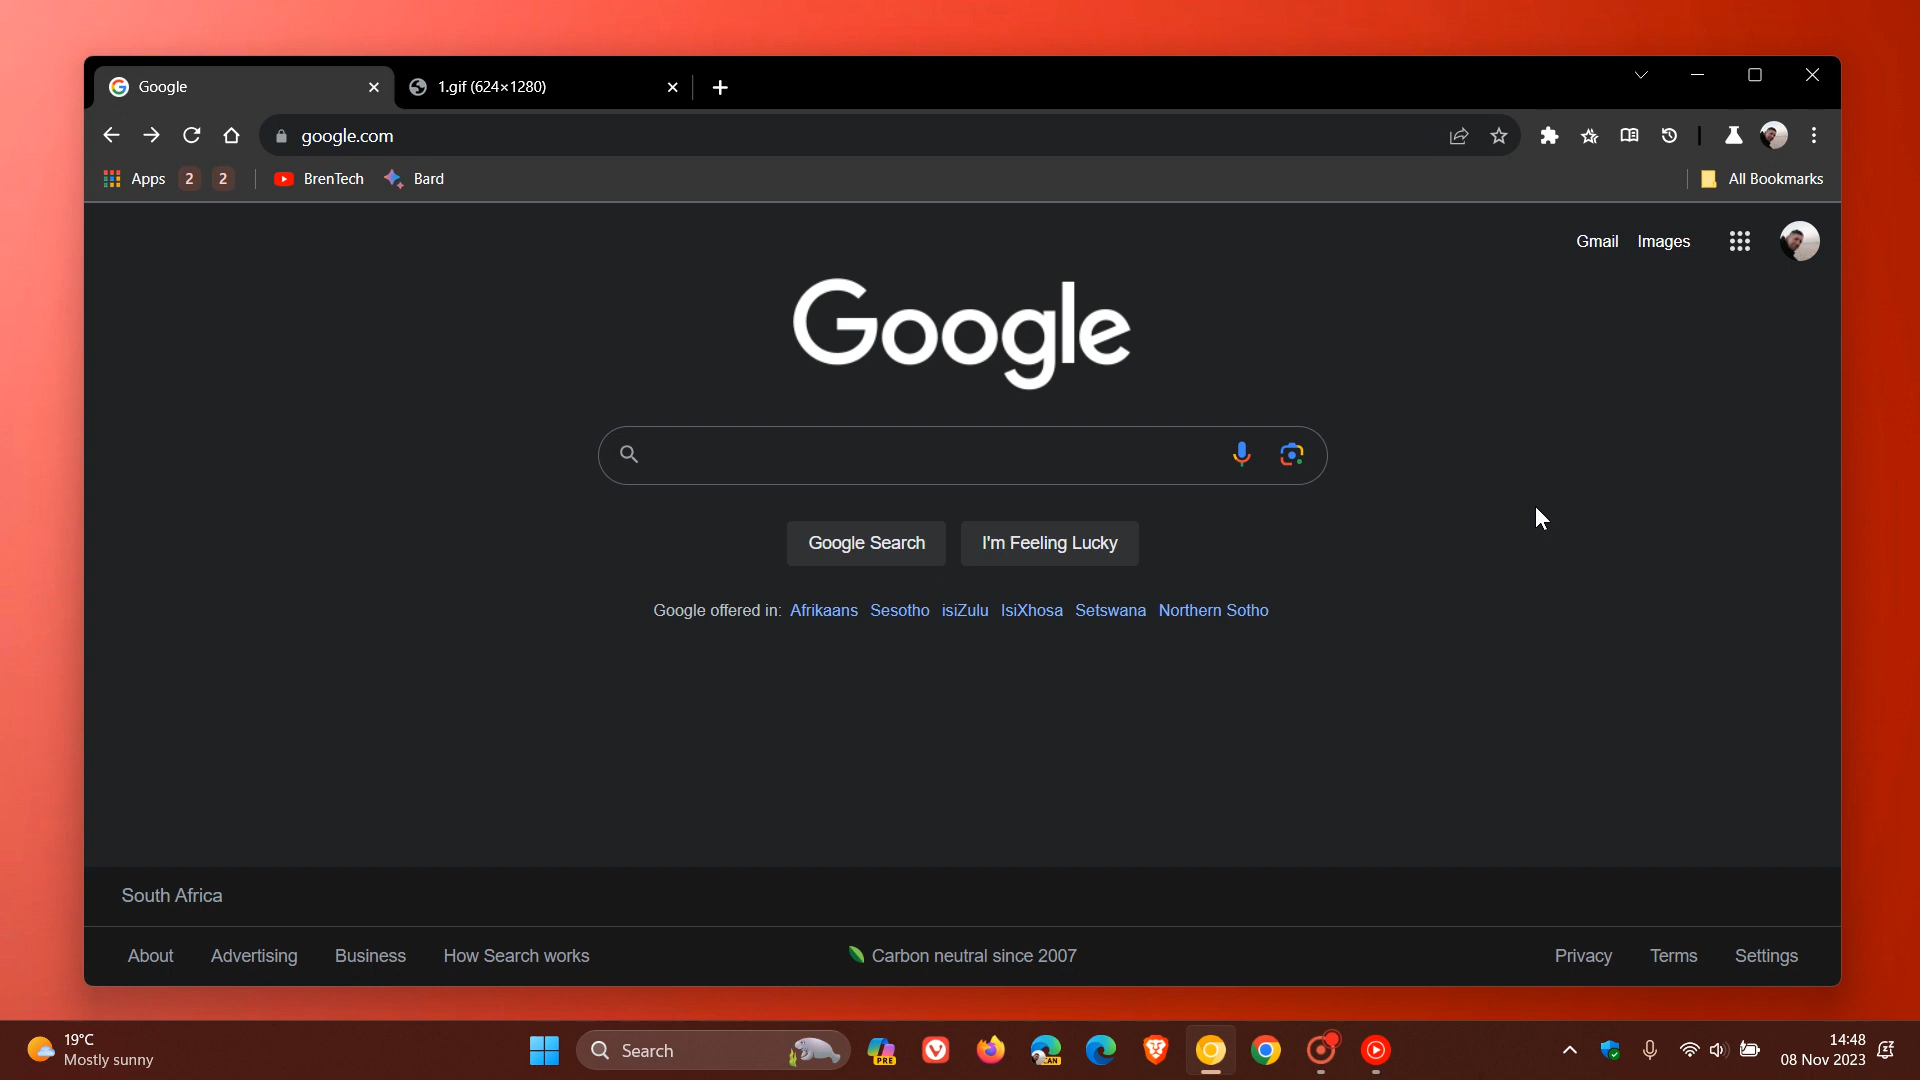 Google
1.gif (624×1280)
google.com
Apps 2 2 BrenTech Bard All Bookmarks
Gmail Images
Google
Google Search I'm Feeling Lucky
Google offered in: Afrikaans Sesotho isiZulu IsiXhosa Setswana Northern Sotho
South Africa
About Advertising Business How Search works Carbon neutral since 2007 Privacy Terms Settings
19°C
Mostly sunny
Search
PRE
CAN
14:48
08 Nov 2023